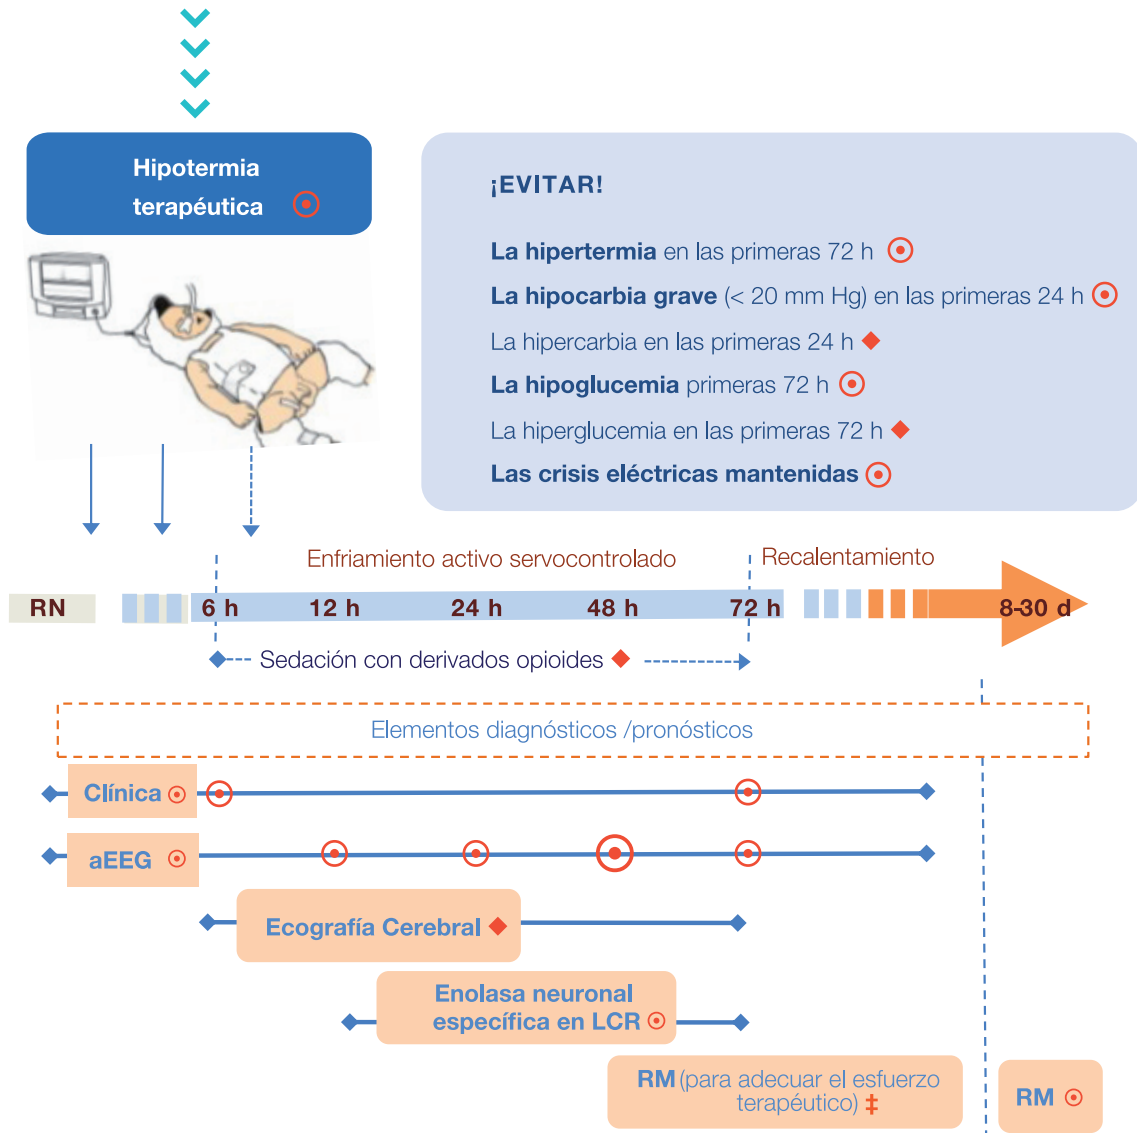 Hipotermia
terapéutica
¡EVITAR!
La hipertermia en las primeras 72 h
La hipocarbia grave (< 20 mm Hg) en las primeras 24 h
La hipercarbia en las primeras 24 h
La hipoglucemia primeras 72 h
La hiperglucemia en las primeras 72 h
Las crisis eléctricas mantenidas
Enfriamiento activo servocontrolado
Recalentamiento
RN
6 h
12 h
24 h
48 h
72 h
8-30 d
Sedación con derivados opioides
Elementos diagnósticos /pronósticos
Clínica
aEEG
Ecografía Cerebral
Enolasa neuronal
específica en LCR
RM (para adecuar el esfuerzo
terapéutico) ‡
RM